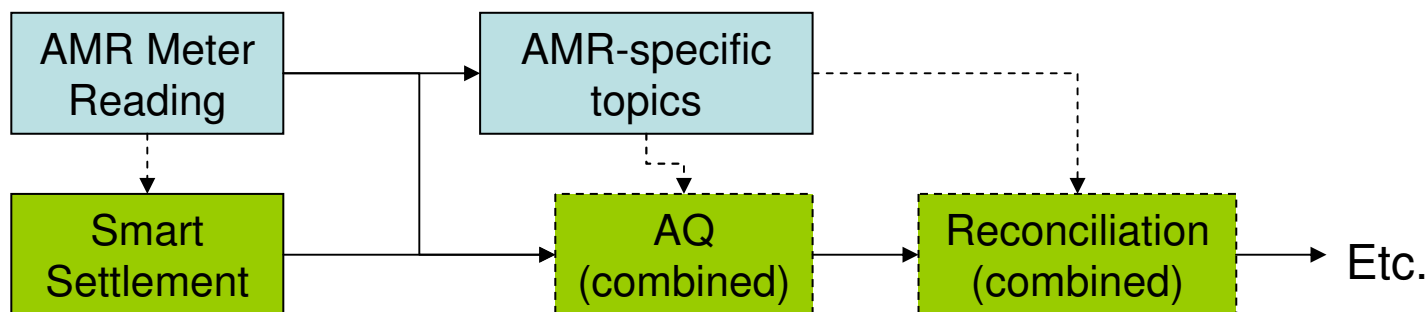 AMR Meter
Reading
AMR-specific
topics
Smart
Settlement
AQ
(combined)
Reconciliation
(combined)
Etc.